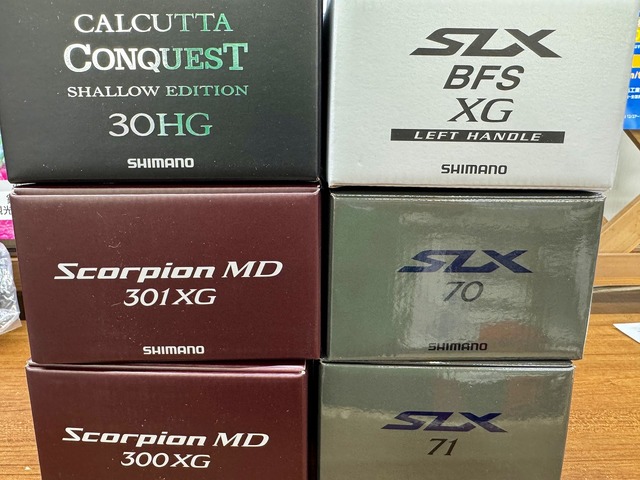 CALCUTTA
CONQUEST
SHALLOW EDITION
30HG
SHIMANO
SLX
BFS
XG
LEFT HANDLE
SHIMANO
Scorpion MD
301XG
SHIMANO
SLX
70
SHIMANO
Scorpion MD
300XG
SLX
71